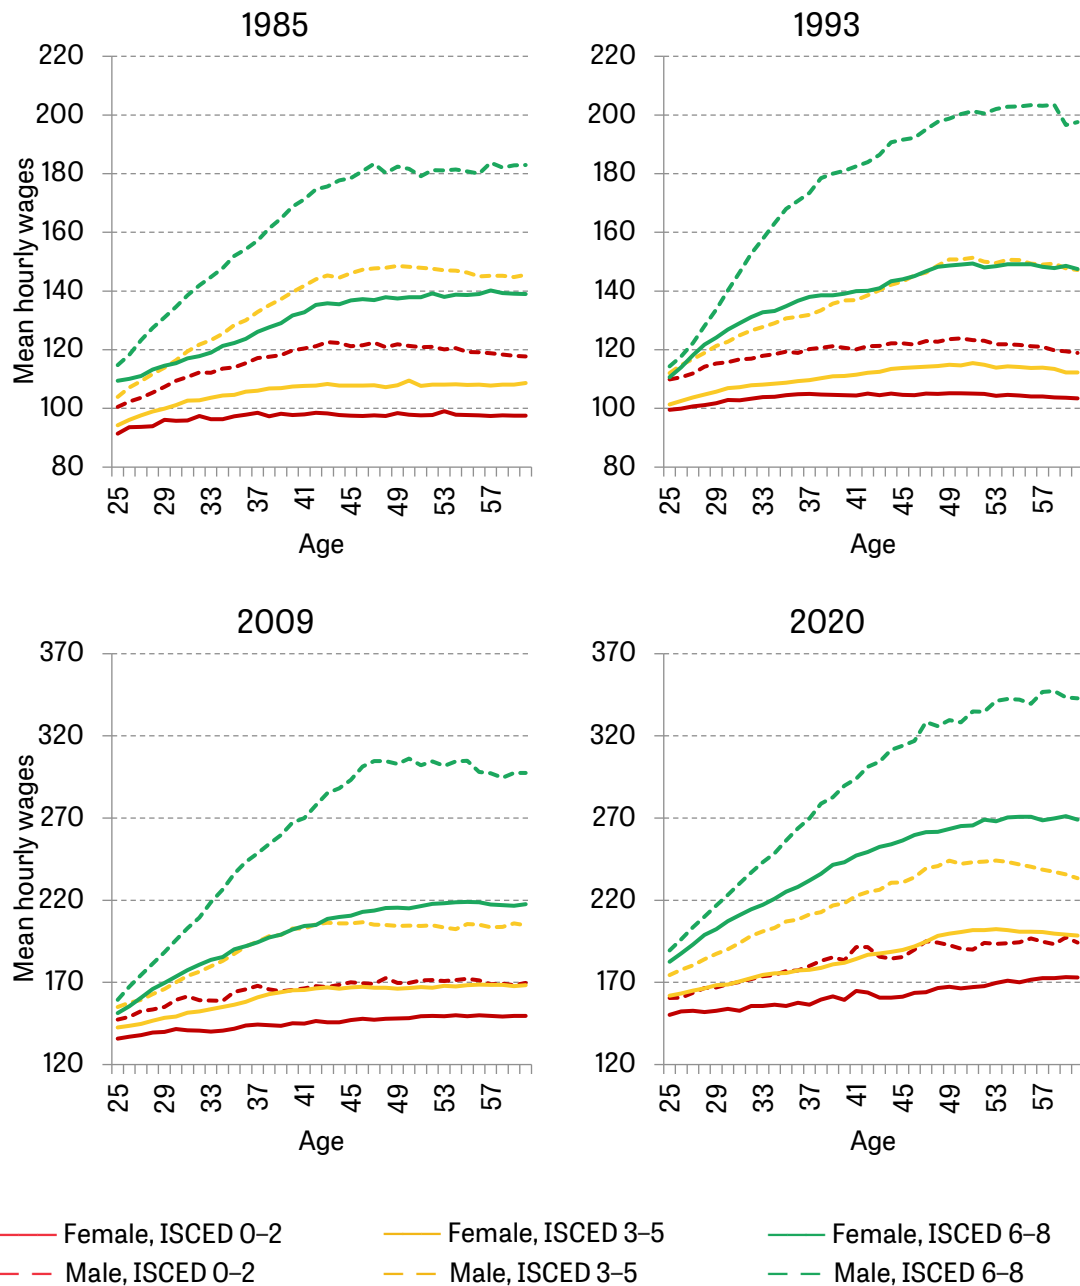 1985
1993
220
200
180
160
140
120
100
80
Mean hourly wages
25 29 33 37 41 45 49 53 57
Age
220
200
180
160
140
120
100
80
25 29 33 37 41 45 49 53 57
Age
2009
2020
370
320
270
220
170
120
Mean hourly wages
25 29 33 37 41 45 49 53 57
Age
370
320
270
220
170
120
25 29 33 37 41 45 49 53 57
Age
Female, ISCED 0–2
Female, ISCED 3–5
Female, ISCED 6–8
Male, ISCED 0–2
Male, ISCED 3–5
Male, ISCED 6–8